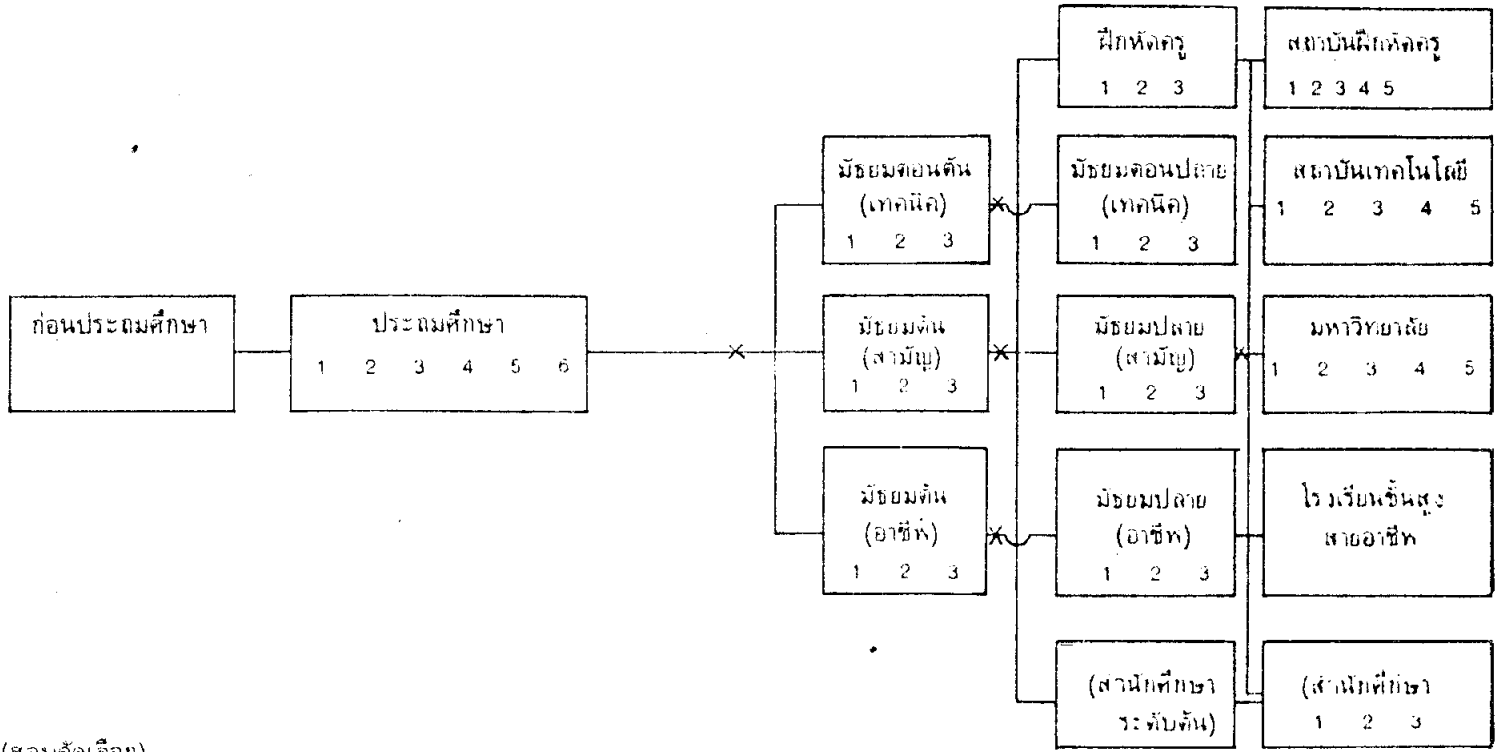 ก่อนประถมศึกษา
ประถมศึกษา
1 2 3 4 5 6
มัธยมตอนต้น
(เทคนิค)
1 2 3
มัธยมต้น
(สามัญ)
1 2 3
มัธยมต้น
(อาชีพ)
1 2 3
ฝึกหัดครู
1 2 3
มัธยมตอนปลาย
(เทคนิค)
1 2 3
มัธยมปลาย
(สามัญ)
1 2 3
มัธยมปลาย
(อาชีพ)
1 2 3
(สำนักศึกษา
ระดับต้น)
สถาบันฝึกหัดครู
1 2 3 4 5
สถาบันเทคโนโลยี
1 2 3 4 5
มหาวิทยาลัย
1 2 3 4 5
โรงเรียนชั้นสูง
สายอาชีพ
(สำนักศึกษา
1 2 3
(สอบคัดเลือก)